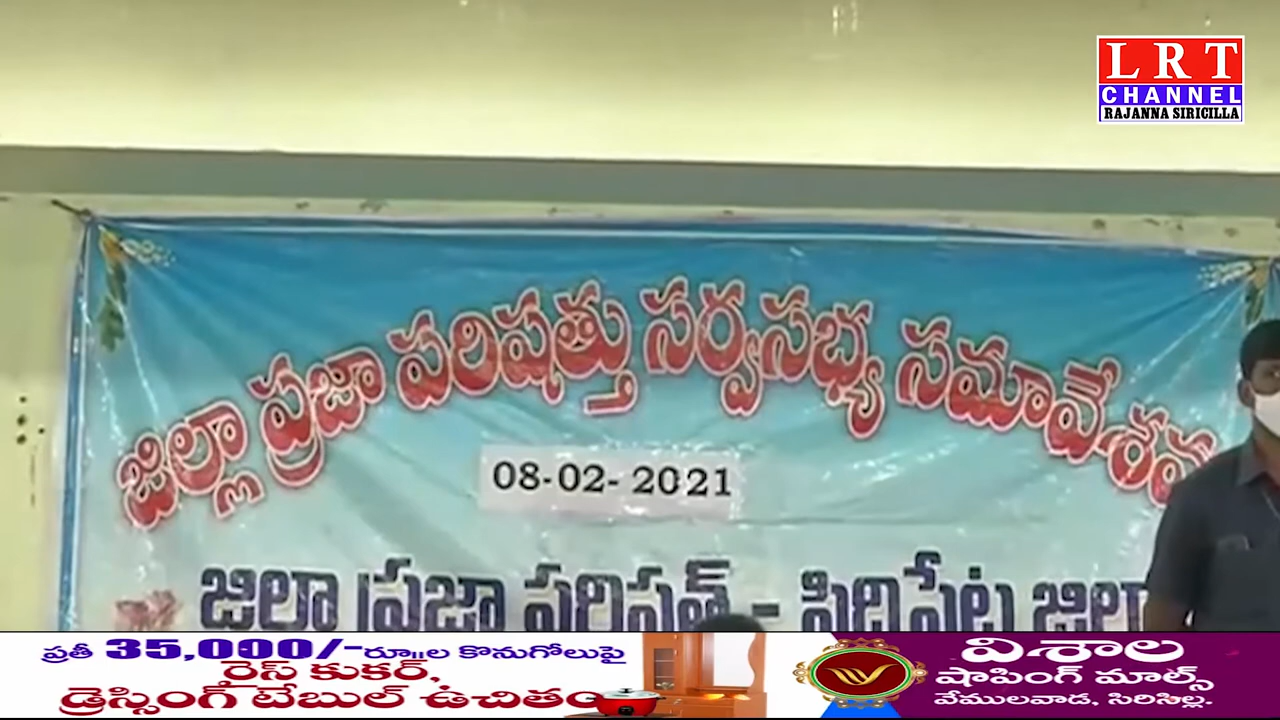 LRT
CHANNEL
RAJANNA SIRICILLA
జిల్లా ప్రజా పరిషత్తు సర్వసభ్య సమావేశం
08-02-2021
జిల్లా ప్రజా పరిషత్ -
ప్రతీ 35,000/-రూ॥ల కొనుగోలుపై
రైస్ కుకర్,
డ్రెస్సింగ్ టేబుల్ ఉచితం
విశాల
షాపింగ్ మాల్స్
వేములవాడ, సిరిసిల్ల.